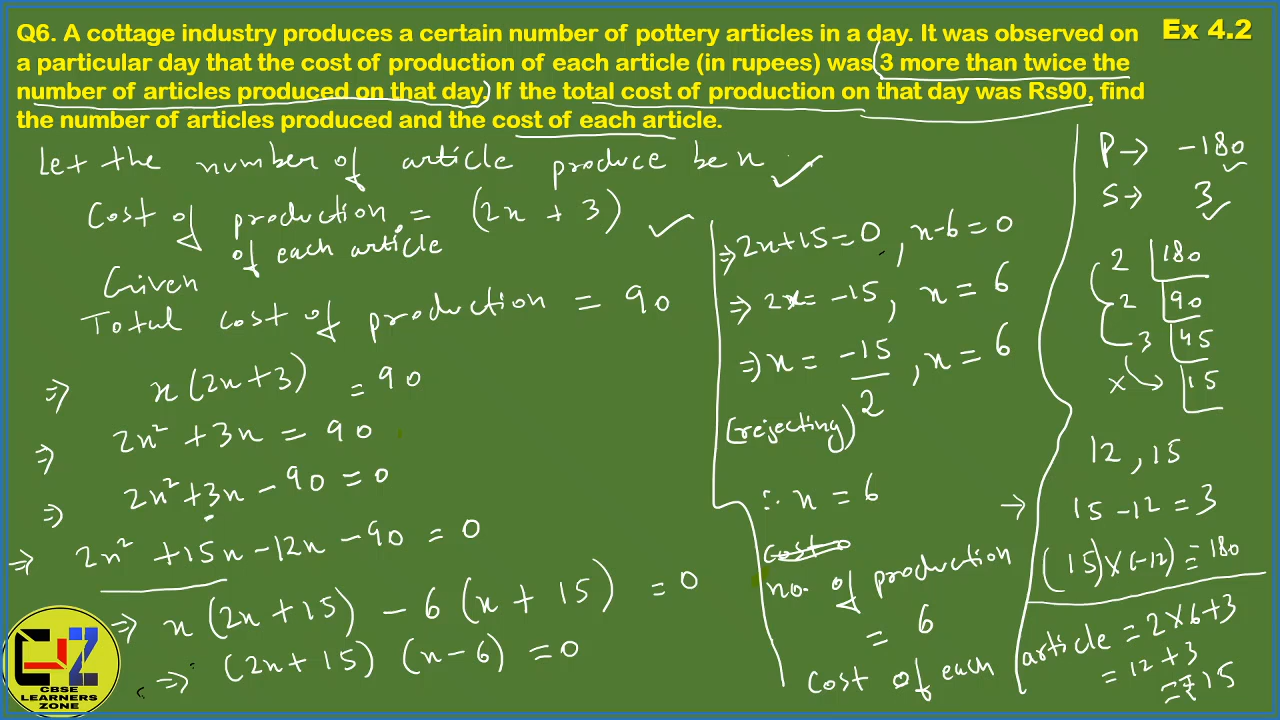 Q6. A cottage industry produces a certain number of pottery articles in a day. It was observed on
a particular day that the cost of production of each article (in rupees) was 3 more than twice the
number of articles produced on that day. If the total cost of production on that day was Rs90, find
the number of articles produced and the cost of each article.
Ex 4.2
Let the number of article produce be x
Cost of production = (2x + 3)
of each article
Given
Total cost of production = 90
⇒ x(2x+3) = 90
⇒ 2x² + 3x = 90
⇒ 2x² + 3x - 90 = 0
⇒ 2x² + 15x - 12x - 90 = 0
⇒ x(2x+15) - 6(x+15) = 0
⇒ (2x+15) (x-6) = 0
⇒ 2x+15 = 0, x-6 = 0
⇒ 2x = -15, x = 6
⇒ x = -15/2, x = 6
(rejecting)
∴ x = 6
Cost
no. of production
= 6
Cost of each article = 2×6+3
= 12 + 3
= ₹15
P → -180
S → 3
2 180
2 90
3 45
x 15
12, 15
→ 15 - 12 = 3
(15)×(-12) = 180
CBSE
LEARNERS
ZONE